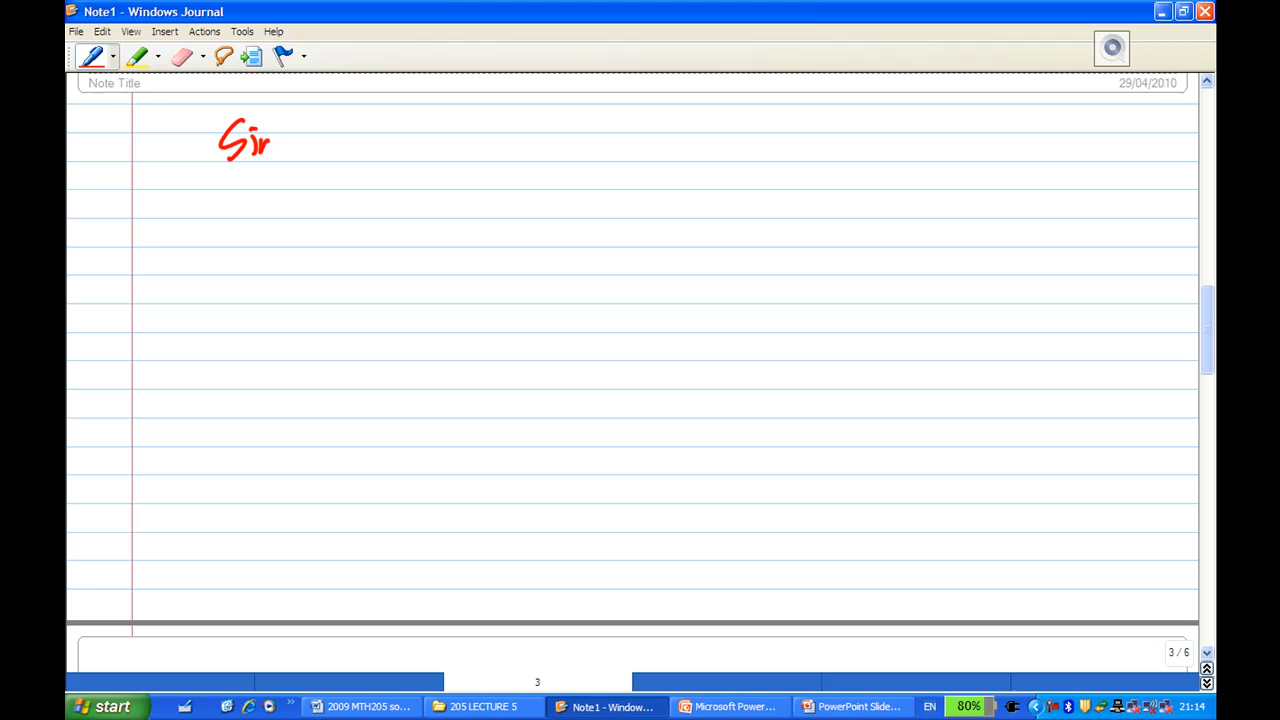 Note1 - Windows Journal
File Edit View Insert Actions Tools Help
Note Title 29/04/2010
Sir
3 / 6
3
start 2009 MTH205 so... 205 LECTURE 5 Note1 - Window... Microsoft Power... PowerPoint Slide... EN 80% 21:14